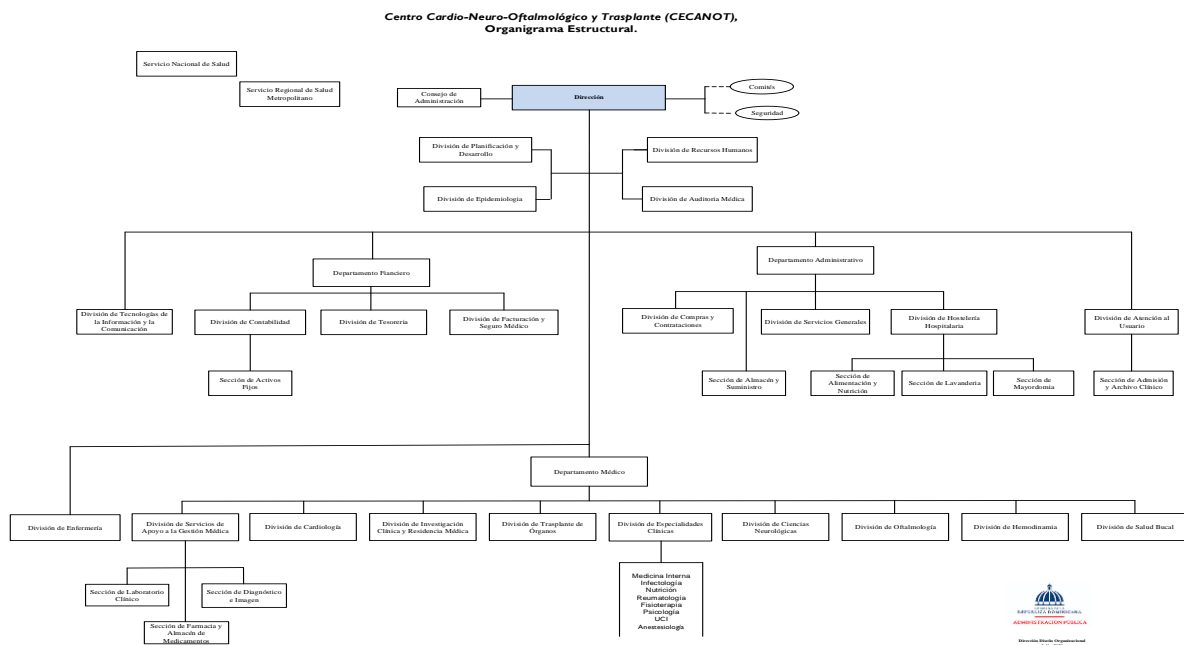 Centro Cardio-Neuro-Oftalmológico y Trasplante (CECANOT),
Organigrama Estructural.
Servicio Nacional de Salud
Servicio Regional de Salud
Metropolitano
Consejo de
Administración
Dirección
Comités
Seguridad
División de Planificación y
Desarrollo
División de Recursos Humanos
División de Epidemiología
División de Auditoría Médica
Departamento Financiero
Departamento Administrativo
División de Tecnologías de
la Información y la
Comunicación
División de Contabilidad
División de Tesorería
División de Facturación y
Seguro Médico
División de Compras y
Contrataciones
División de Servicios Generales
División de Hostelería
Hospitalaria
División de Atención al
Usuario
Sección de Activos
Fijos
Sección de Almacén y
Suministro
Sección de
Alimentación y
Nutrición
Sección de Lavandería
Sección de
Mayordomía
Sección de Admisión
y Archivo Clínico
Departamento Médico
División de Enfermería
División de Servicios de
Apoyo a la Gestión Médica
División de Cardiología
División de Investigación
Clínica y Residencia Médica
División de Trasplante de
Órganos
División de Especialidades
Clínicas
División de Ciencias
Neurológicas
División de Oftalmología
División de Hemodinamia
División de Salud Bucal
Sección de Laboratorio
Clínico
Sección de Diagnóstico
e Imagen
Sección de Farmacia y
Almacén de
Medicamentos
Medicina Interna
Infectología
Nutrición
Reumatología
Fisioterapia
Psicología
UCI
Anestesiología
REPÚBLICA DOMINICANA
ADMINISTRACIÓN PÚBLICA
Dirección Diseño Organizacional